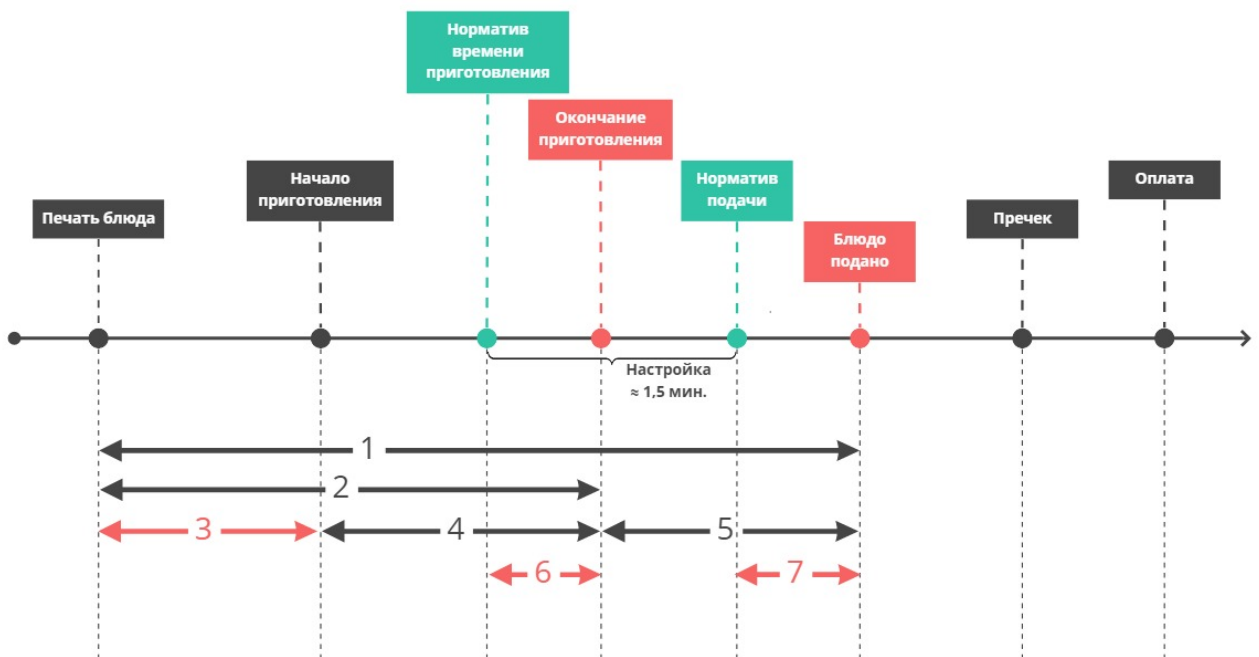 Норматив
времени
приготовления
Окончание
приготовления
Начало
приготовления
Норматив
подачи
Оплата
Печать блюда
Пречек
Блюдо
подано
Настройка
≈ 1,5 мин.
1
2
3
4
5
6
7